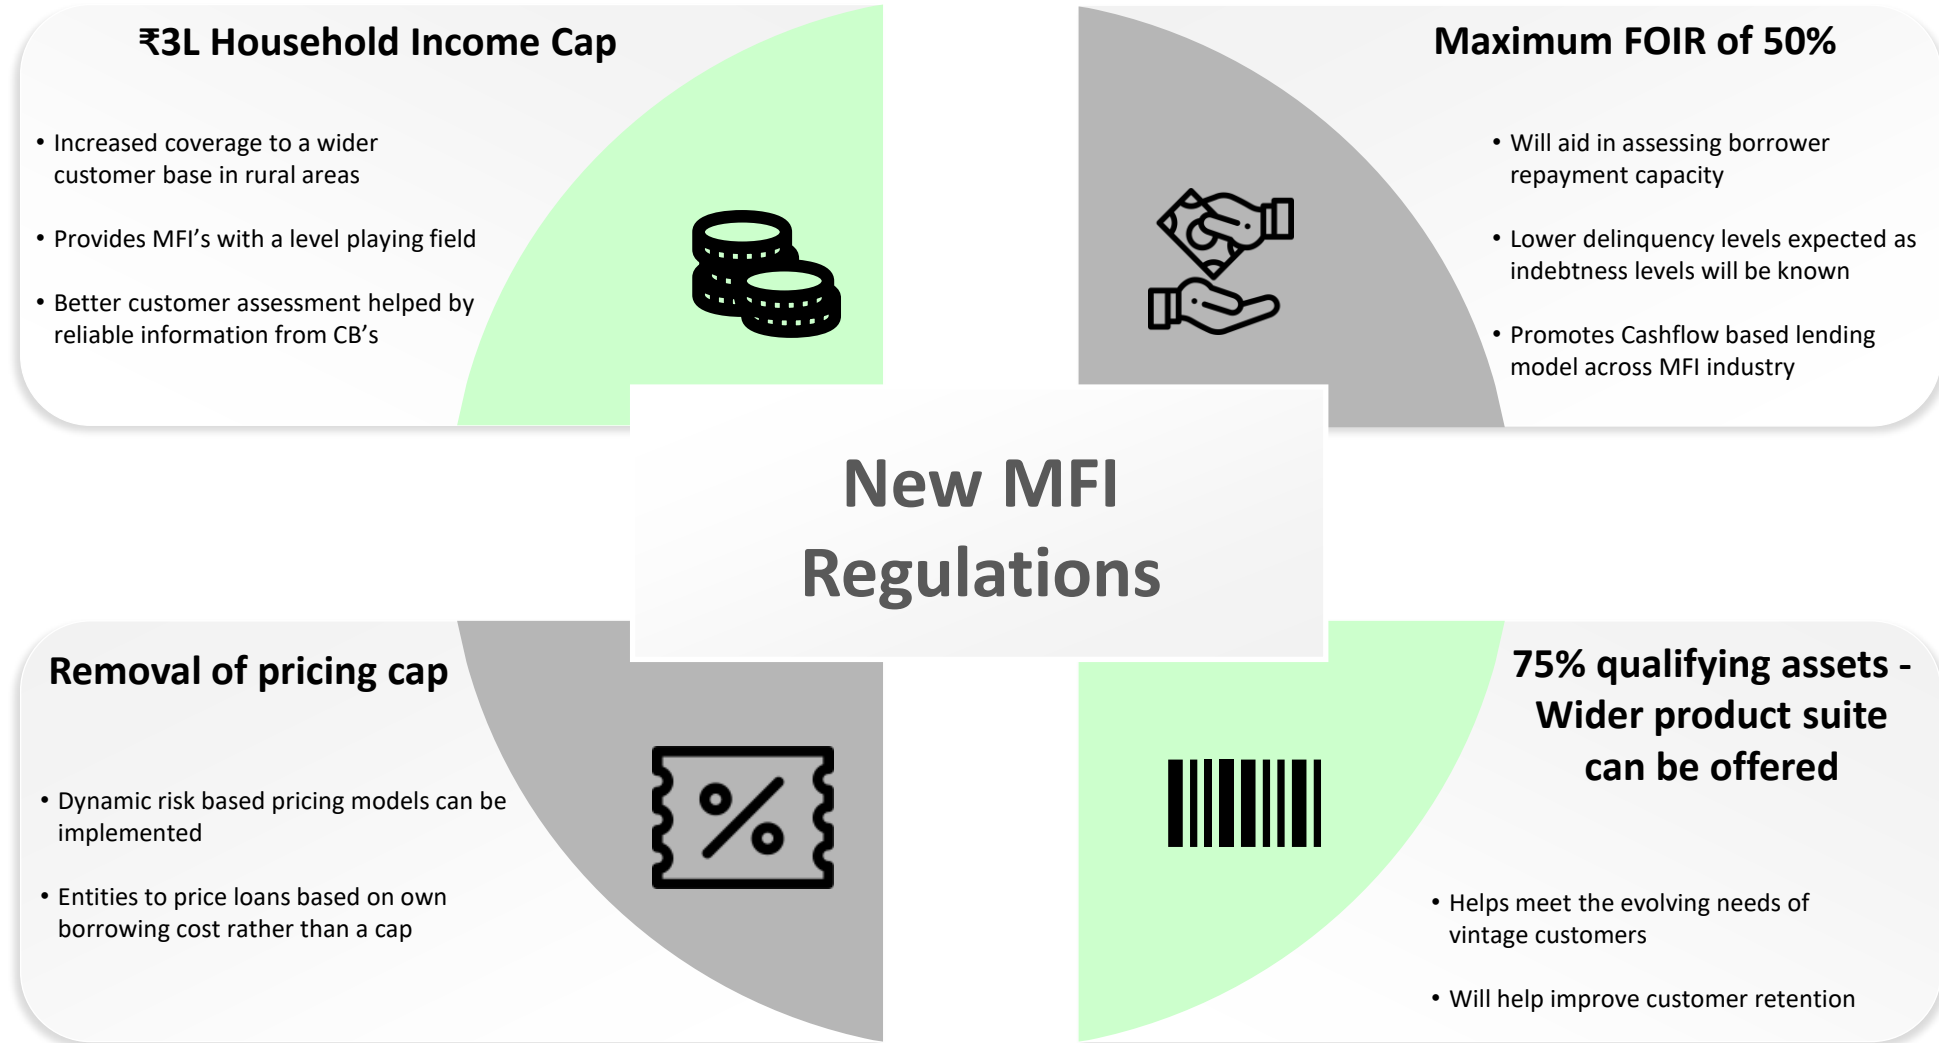 ₹3L Household Income Cap
• Increased coverage to a wider
customer base in rural areas
• Provides MFI’s with a level playing field
• Better customer assessment helped by
reliable information from CB’s
Maximum FOIR of 50%
• Will aid in assessing borrower
repayment capacity
• Lower delinquency levels expected as
indebtness levels will be known
• Promotes Cashflow based lending
model across MFI industry
New MFI
Regulations
Removal of pricing cap
• Dynamic risk based pricing models can be
implemented
• Entities to price loans based on own
borrowing cost rather than a cap
75% qualifying assets -
Wider product suite
can be offered
• Helps meet the evolving needs of
vintage customers
• Will help improve customer retention